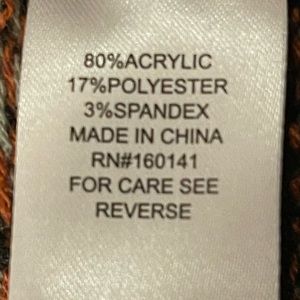 80%ACRYLIC
17%POLYESTER
3%SPANDEX
MADE IN CHINA
RN#160141
FOR CARE SEE
REVERSE